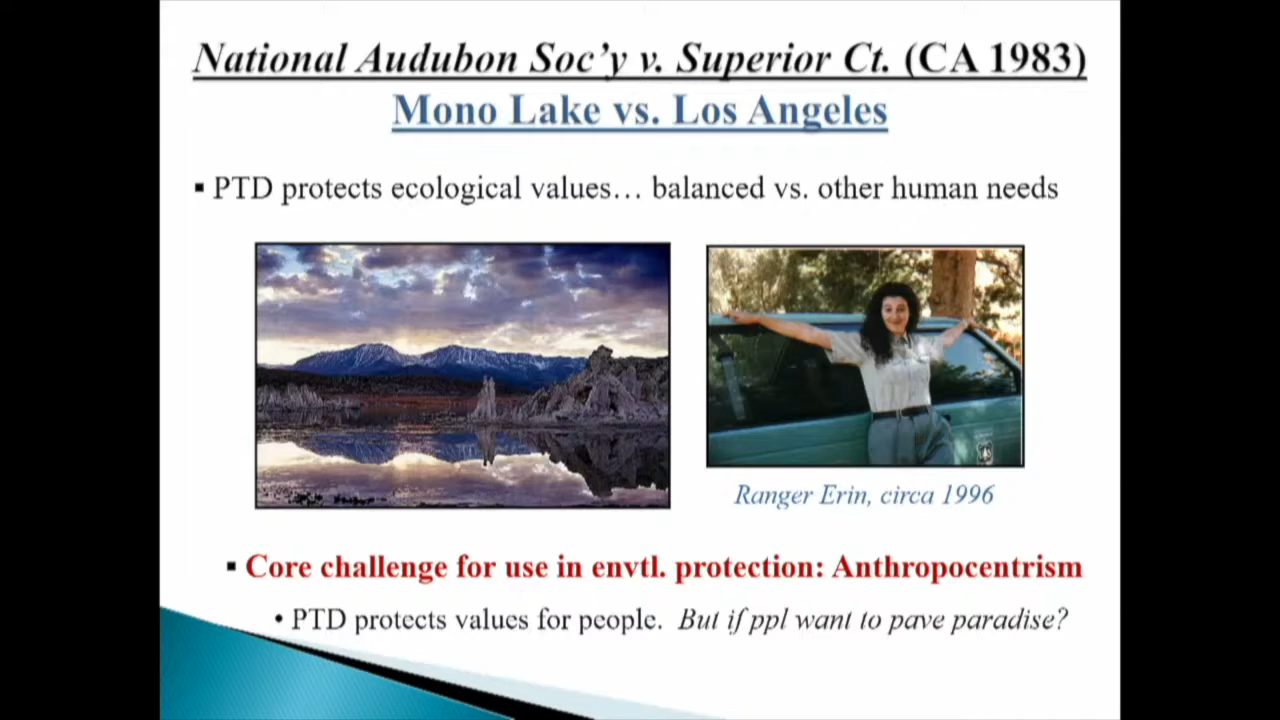 National Audubon Soc’y v. Superior Ct. (CA 1983)
Mono Lake vs. Los Angeles
▪ PTD protects ecological values… balanced vs. other human needs
Ranger Erin, circa 1996
▪ Core challenge for use in envtl. protection: Anthropocentrism
• PTD protects values for people. But if ppl want to pave paradise?